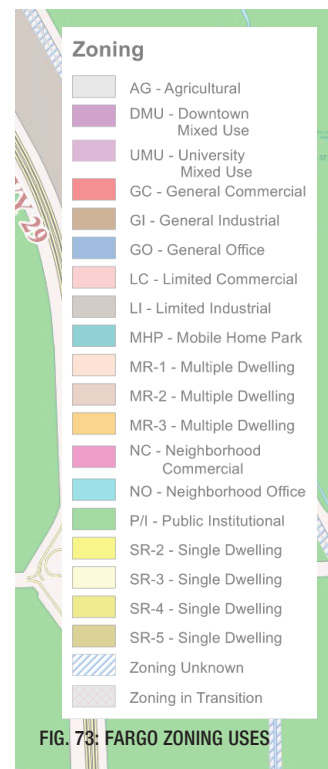 Zoning
AG - Agricultural
DMU - Downtown
Mixed Use
UMU - University
Mixed Use
GC - General Commercial
GI - General Industrial
GO - General Office
LC - Limited Commercial
LI - Limited Industrial
MHP - Mobile Home Park
MR-1 - Multiple Dwelling
MR-2 - Multiple Dwelling
MR-3 - Multiple Dwelling
NC - Neighborhood
Commercial
NO - Neighborhood Office
P/I - Public Institutional
SR-2 - Single Dwelling
SR-3 - Single Dwelling
SR-4 - Single Dwelling
SR-5 - Single Dwelling
Zoning Unknown
Zoning in Transition
29
FIG. 73: FARGO ZONING USES